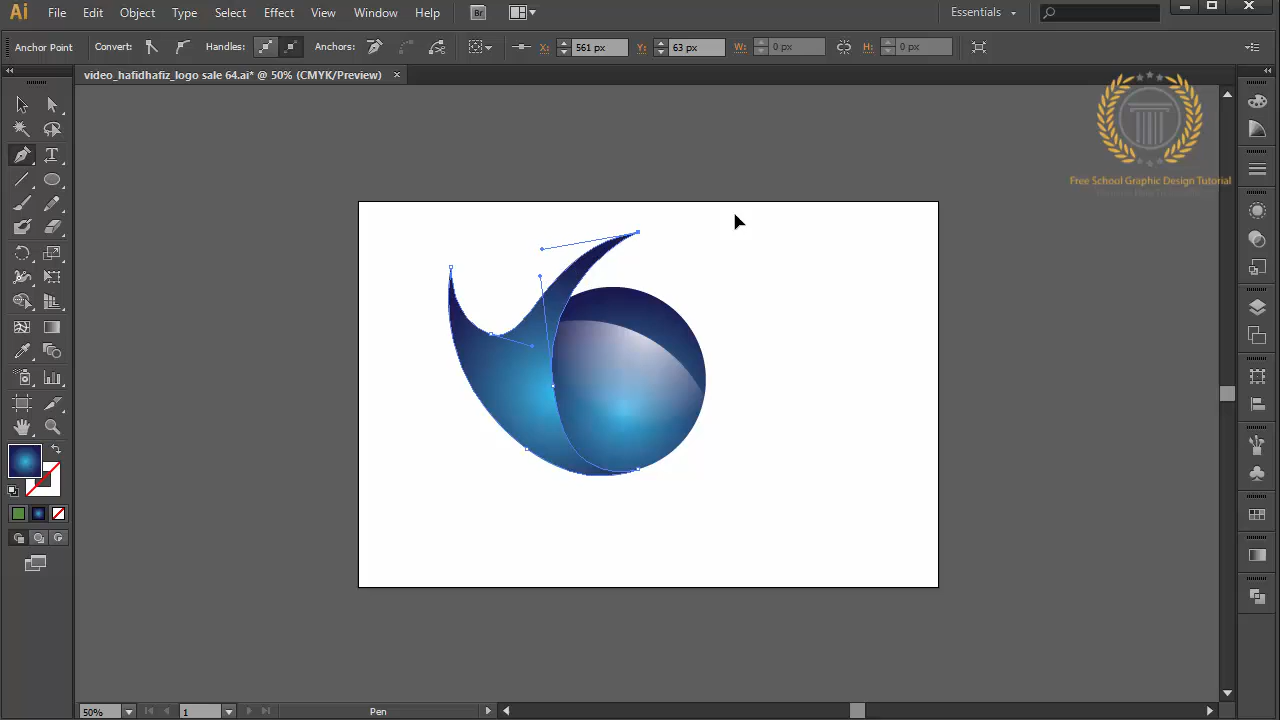 Ai File Edit Object Type Select Effect View Window Help Br Essentials
Anchor Point Convert: Handles: Anchors: X: 561 px Y: 63 px W: 0 px H: 0 px
video_hafidhafiz_logo sale 64.ai* @ 50% (CMYK/Preview)
Free School Graphic Design Tutorial
50% 1 Pen